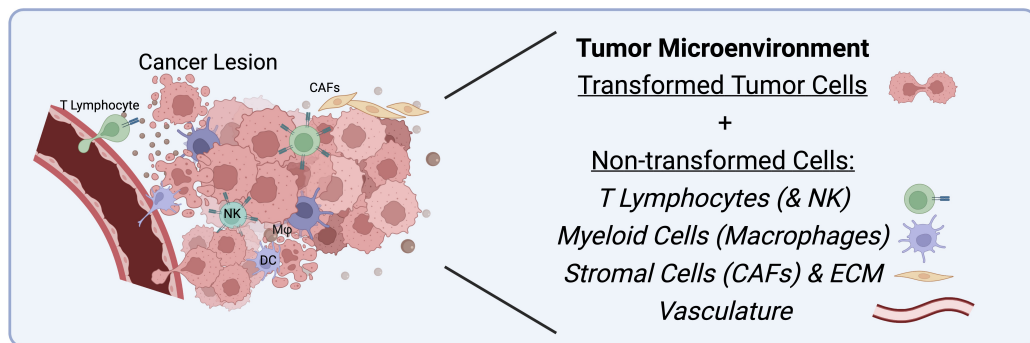 Cancer Lesion
T Lymphocyte
CAFs
NK
Mφ
DC
Tumor Microenvironment
Transformed Tumor Cells
+
Non-transformed Cells:
T Lymphocytes (& NK)
Myeloid Cells (Macrophages)
Stromal Cells (CAFs) & ECM
Vasculature